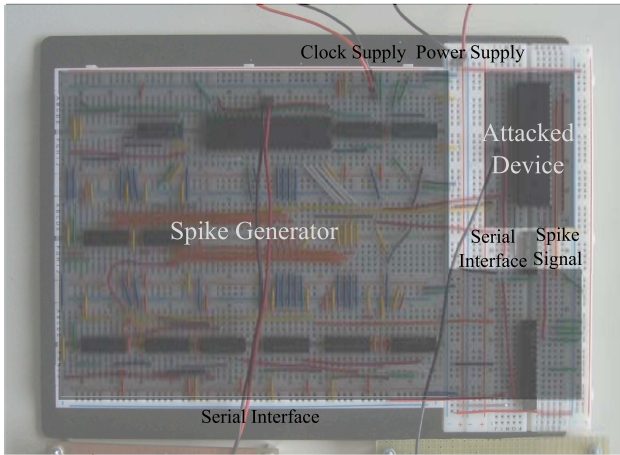 Clock Supply Power Supply
Attacked
Device
Spike Generator
Serial
Interface
Spike
Signal
Serial Interface